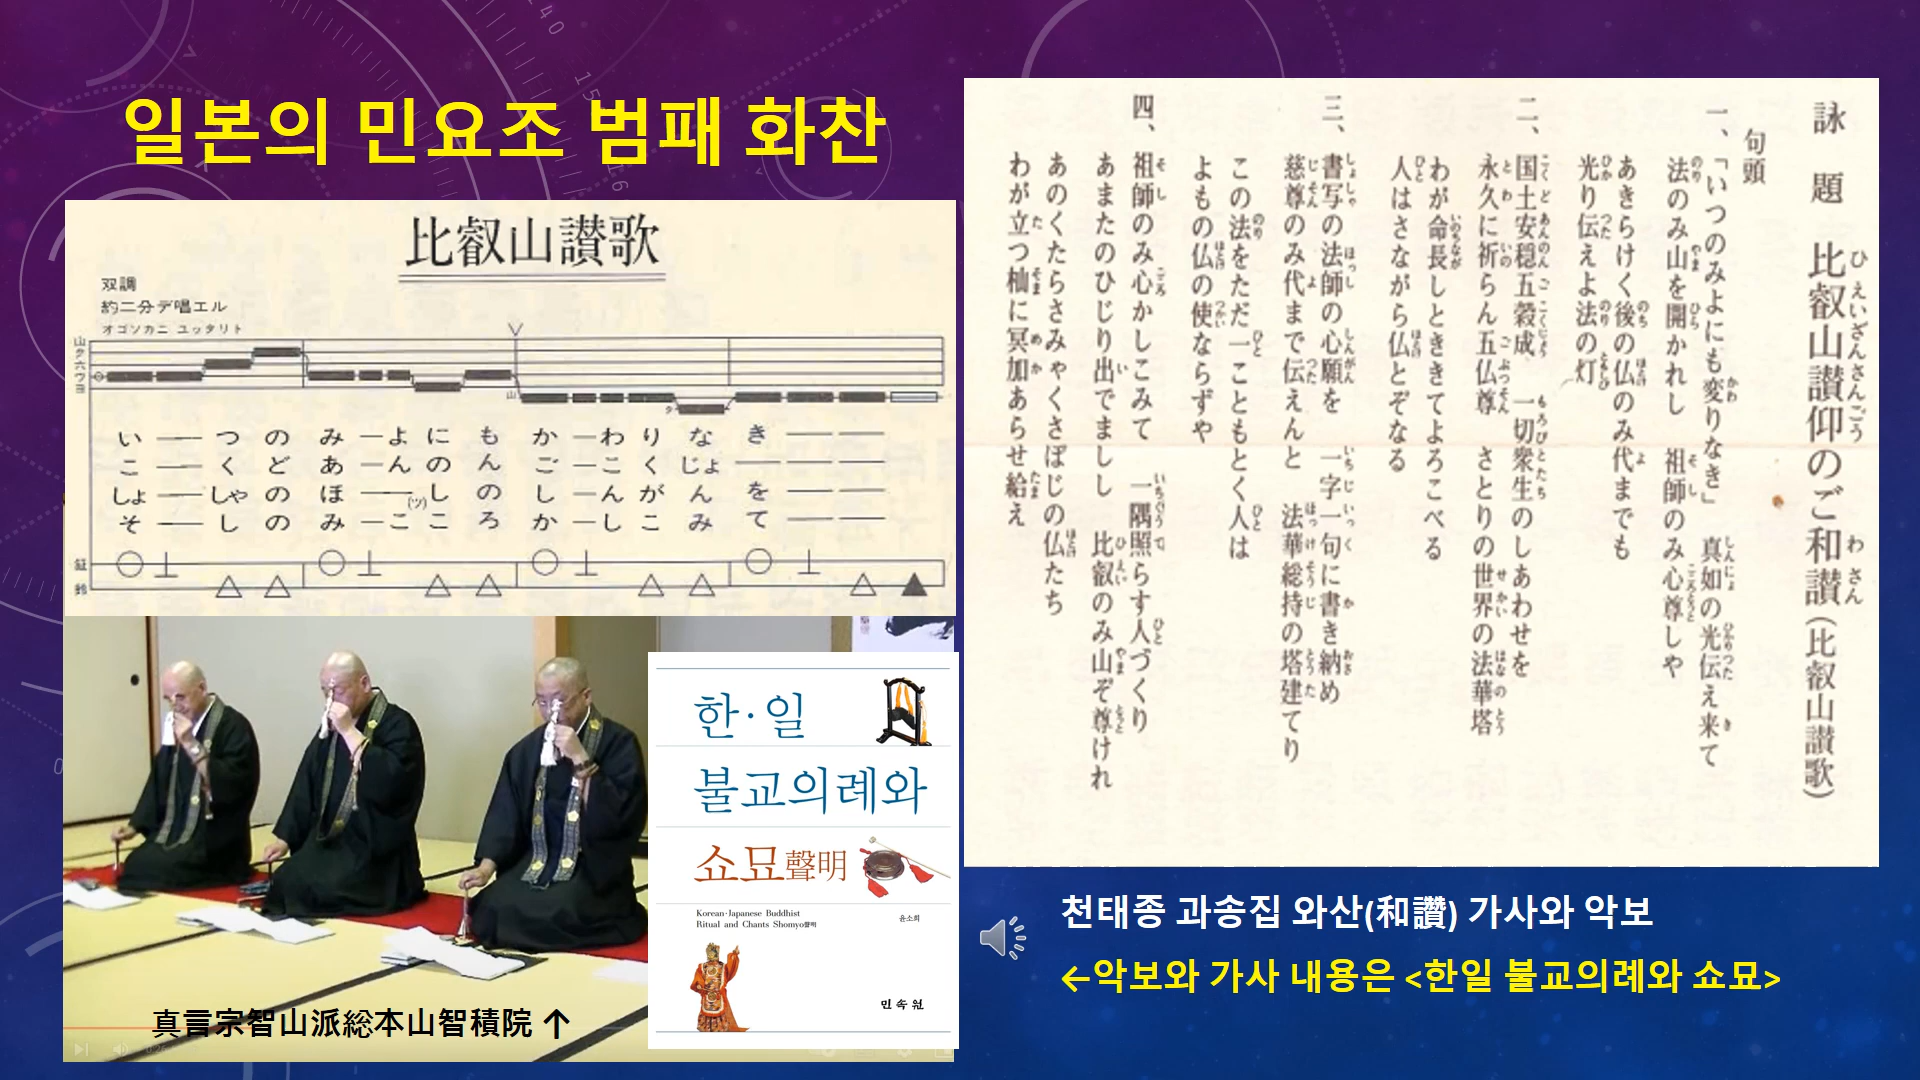 일본의 민요조 범패 화찬
比叡山讃歌
双調
約二分デ唱エル
オゴソカニ ユッタリト
い つ の み よ に も か わ り な き
こ く ど あ ん の ん ご こ く じょ
しょ しゃ の ほ (ツ) し の し ん が ん を
そ し の み こ こ ろ か し こ み て
鉦
鈴
真言宗智山派総本山智積院 ↑
한·일
불교의례와
쇼묘聲明
Korean-Japanese Buddhist
Ritual and Chants Shomyo聲明
윤소희
민속원
詠題 比叡山讃仰のご和讃(比叡山讃歌)
句頭
一、「いつのみよにも変りなき」 真如の光伝え来て
法のみ山を開かれし 祖師のみ心尊しや
あきらけく後の仏のみ代までも
光り伝えよ法の灯
二、国土安穏五穀成、一切衆生のしあわせを
永久に祈らん五仏尊 さとりの世界の法華塔
わが命長しとききてよろこべる
人はさながら仏とぞなる
三、書写の法師の心願を 一字一句に書き納め
慈尊のみ代まで伝えんと 法華総持の塔建てり
この法をただ一こともとく人は
よもの仏の使ならずや
四、祖師のみ心かしこみて 一隅照らす人づくり
あまたのひじり出でましし 比叡のみ山ぞ尊けれ
あのくたらさみゃくさぼじの仏たち
わが立つ杣に冥加あらせ給え
천태종 과송집 와산(和讚) 가사와 악보
←악보와 가사 내용은 <한일 불교의례와 쇼묘>